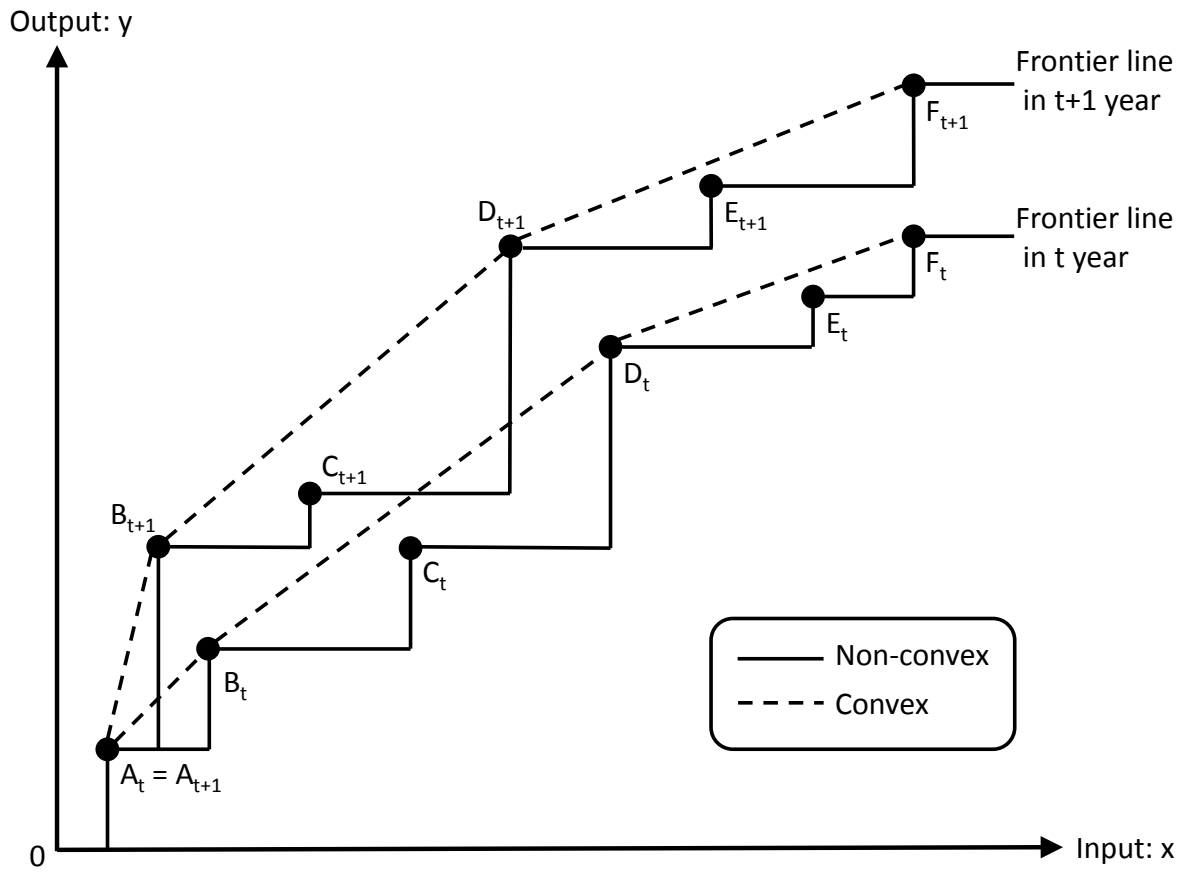 Output: y
Frontier line
in t+1 year
F_{t+1}
E_{t+1}
D_{t+1}
Frontier line
in t year
F_t
E_t
D_t
C_{t+1}
B_{t+1}
C_t
B_t
Non-convex
Convex
A_t = A_{t+1}
0
Input: x